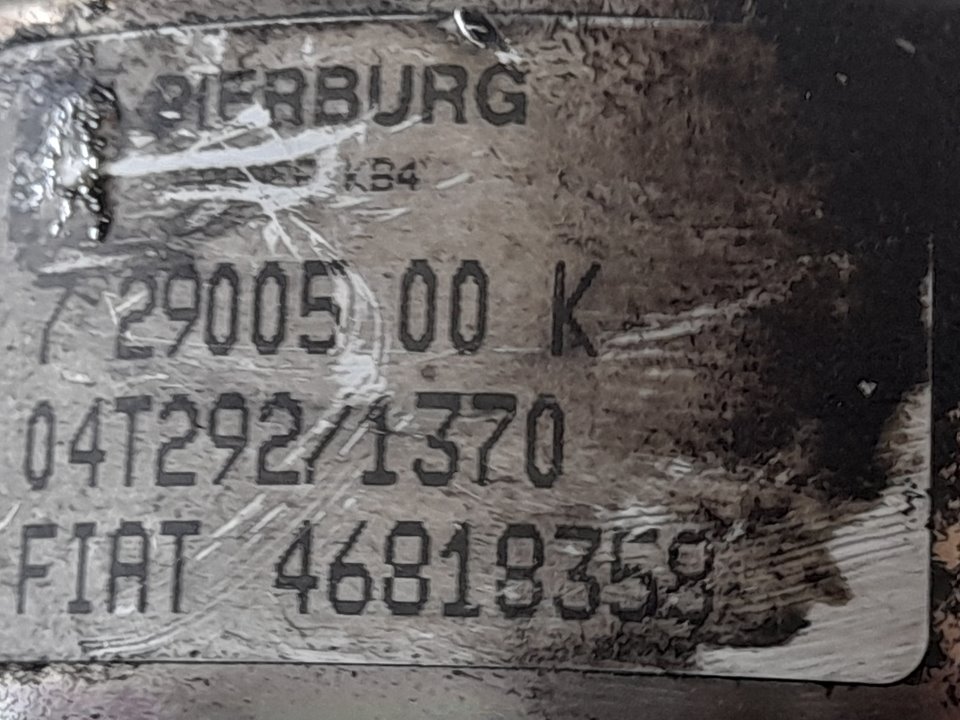 PIERBURG
KB4
7 29005 00 K
04T292/1370
FIAT 46818359